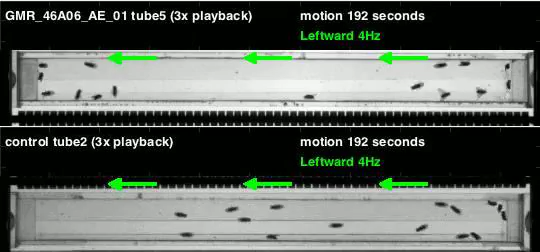 GMR_46A06_AE_01 tube5 (3x playback) motion 192 seconds
Leftward 4Hz
control tube2 (3x playback) motion 192 seconds
Leftward 4Hz